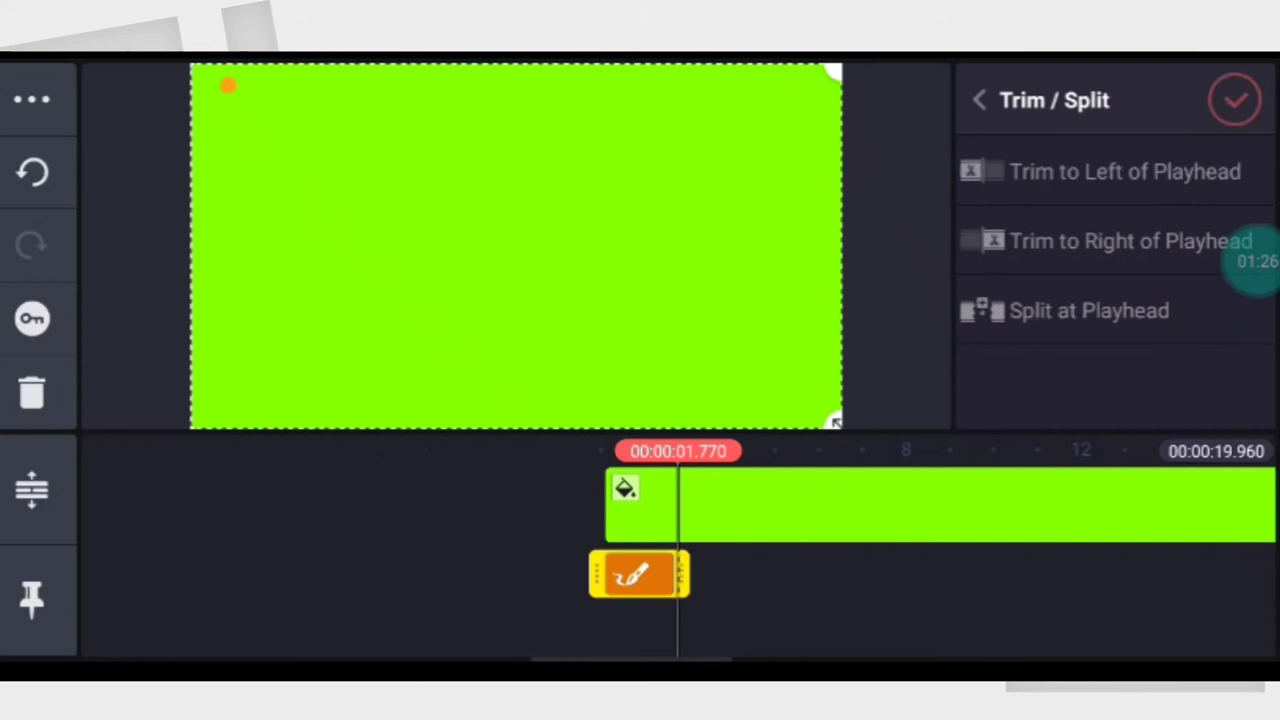 Trim / Split
Trim to Left of Playhead
Trim to Right of Playhead
01:26
Split at Playhead
00:00:01.770
8
12
00:00:19.960